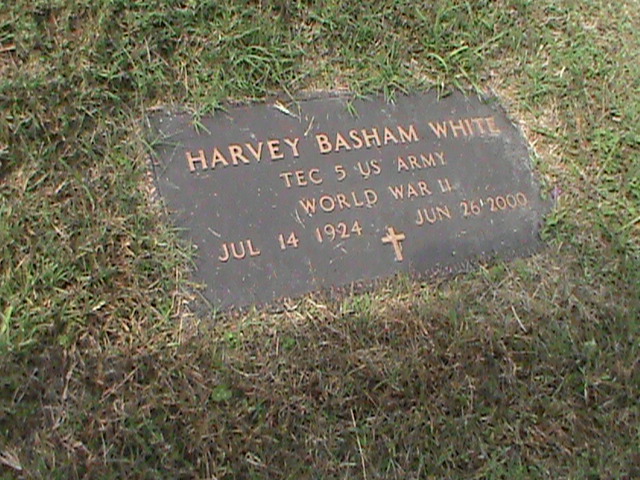 HARVEY BASHAM WHITE
TEC 5 US ARMY
WORLD WAR II
JUL 14 1924 JUN 26 2000